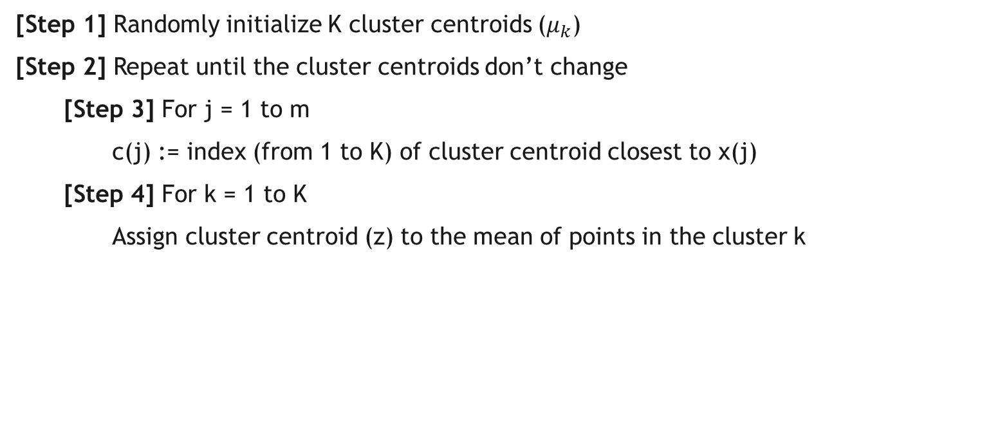 [Step 1] Randomly initialize K cluster centroids (μₖ)
[Step 2] Repeat until the cluster centroids don’t change
[Step 3] For j = 1 to m
c(j) := index (from 1 to K) of cluster centroid closest to x(j)
[Step 4] For k = 1 to K
Assign cluster centroid (z) to the mean of points in the cluster k